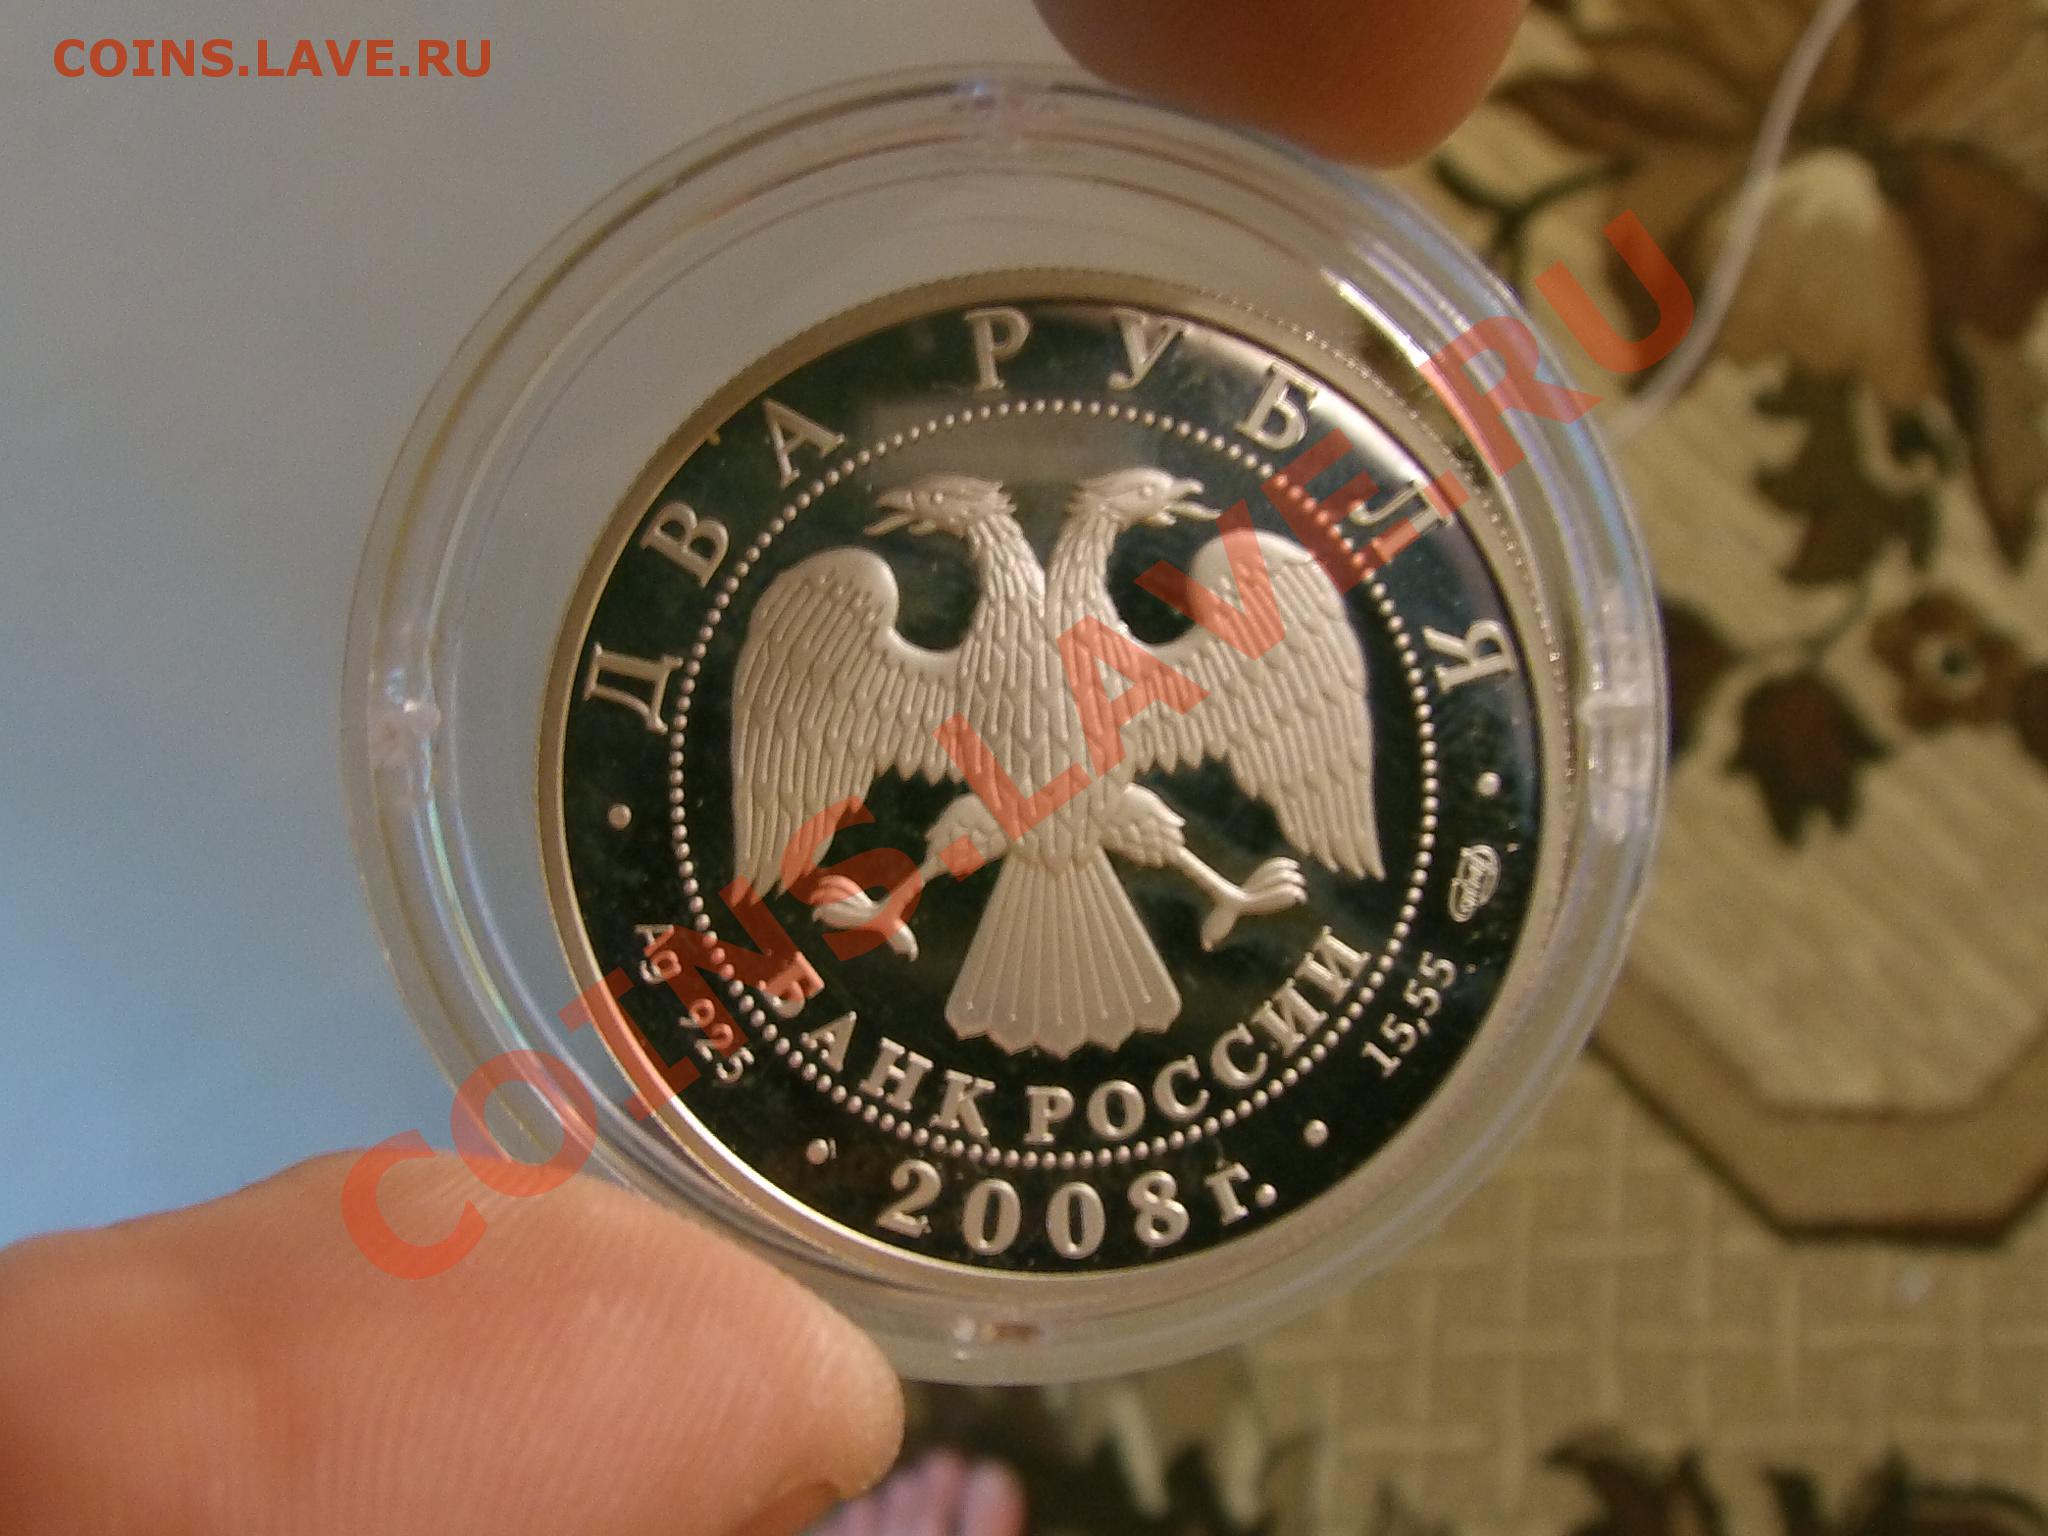 COINS.LAVE.RU
ДВА РУБЛЯ
БАНК РОССИИ
Ag 925
15,55
2008г.
COINS.LAVE.RU